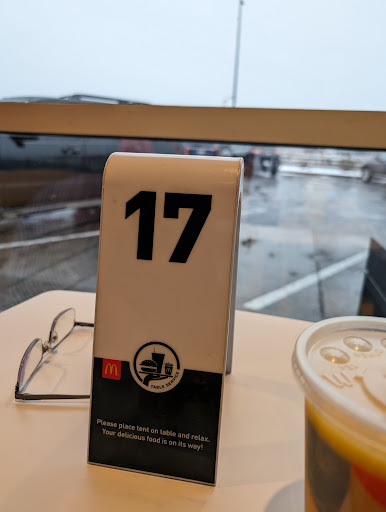 17
TABLE SERVICE
Please place tent on table and relax.
Your delicious food is on its way!